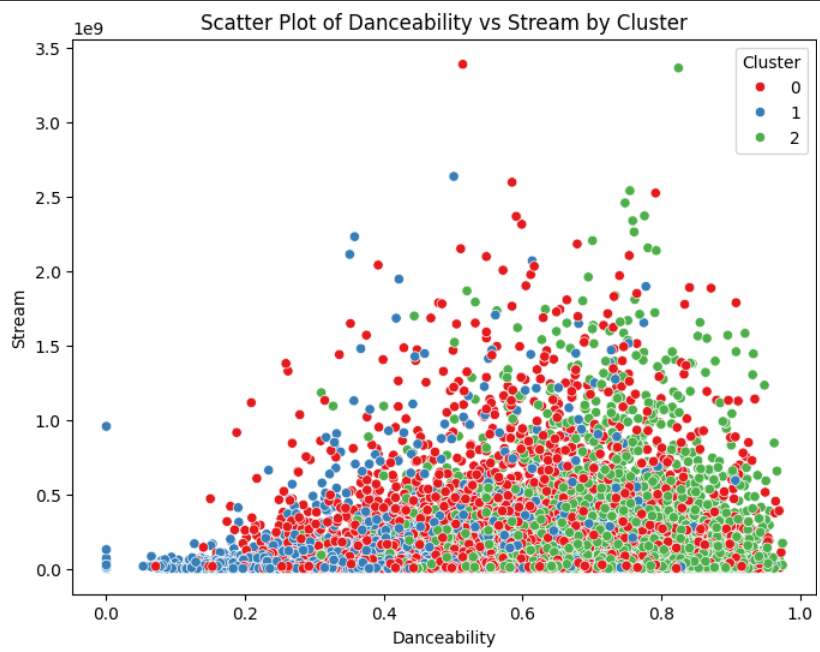 Scatter Plot of Danceability vs Stream by Cluster
1e9
3.5
3.0
2.5
2.0
1.5
1.0
0.5
0.0
Stream
Cluster
0
1
2
0.0 0.2 0.4 0.6 0.8 1.0
Danceability